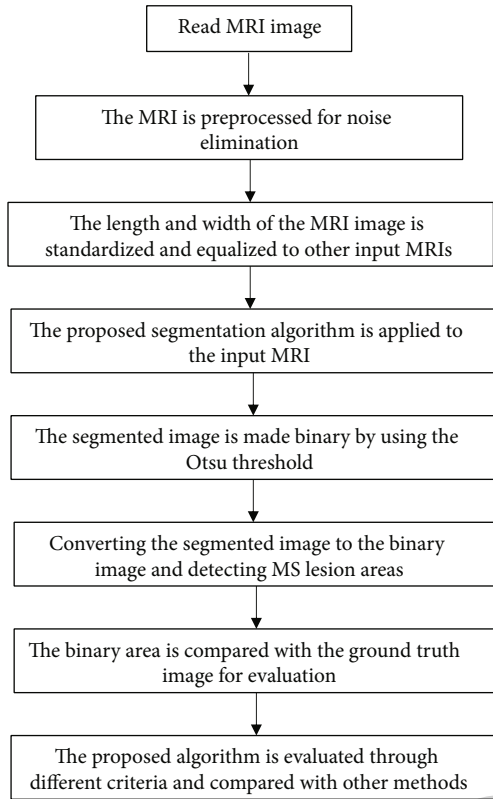 Read MRI image
The MRI is preprocessed for noise
elimination
The length and width of the MRI image is
standardized and equalized to other input MRIs
The proposed segmentation algorithm is applied to
the input MRI
The segmented image is made binary by using the
Otsu threshold
Converting the segmented image to the binary
image and detecting MS lesion areas
The binary area is compared with the ground truth
image for evaluation
The proposed algorithm is evaluated through
different criteria and compared with other methods